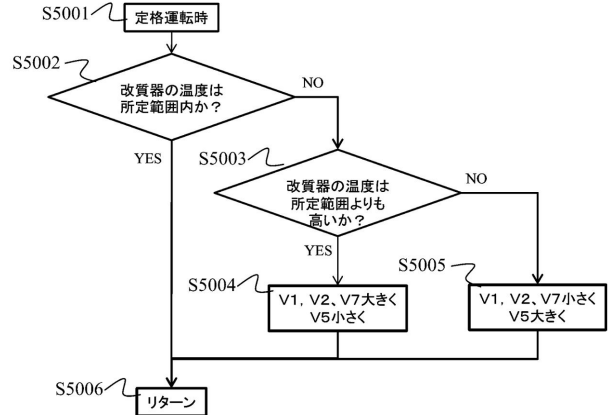 S5001
定格運転時
S5002
改質器の温度は
所定範囲内か？
NO
YES
S5003
改質器の温度は
所定範囲よりも
高いか？
NO
YES
S5004
V1, V2、V7大きく
V5小さく
S5005
V1, V2、V7小さく
V5大きく
S5006
リターン